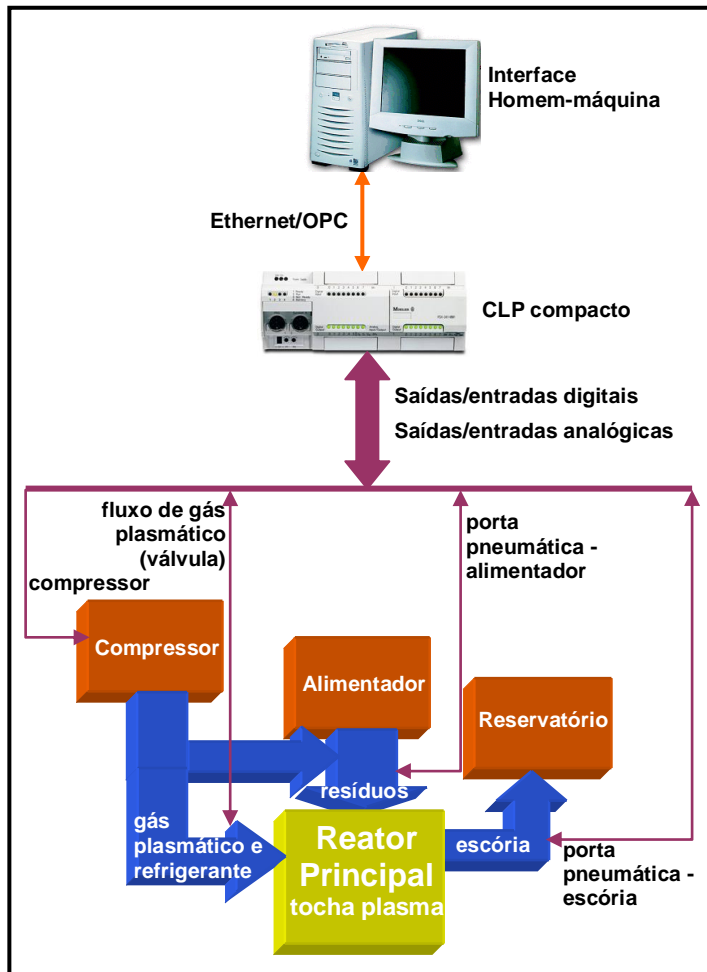 Interface
Homem-máquina
Ethernet/OPC
CLP compacto
Saídas/entradas digitais
Saídas/entradas analógicas
fluxo de gás
plasmático
(válvula)
porta
pneumática -
alimentador
compressor
Compressor
Alimentador
Reservatório
resíduos
gás
plasmático e
refrigerante
Reator
Principal
tocha plasma
escória
porta
pneumática -
escória